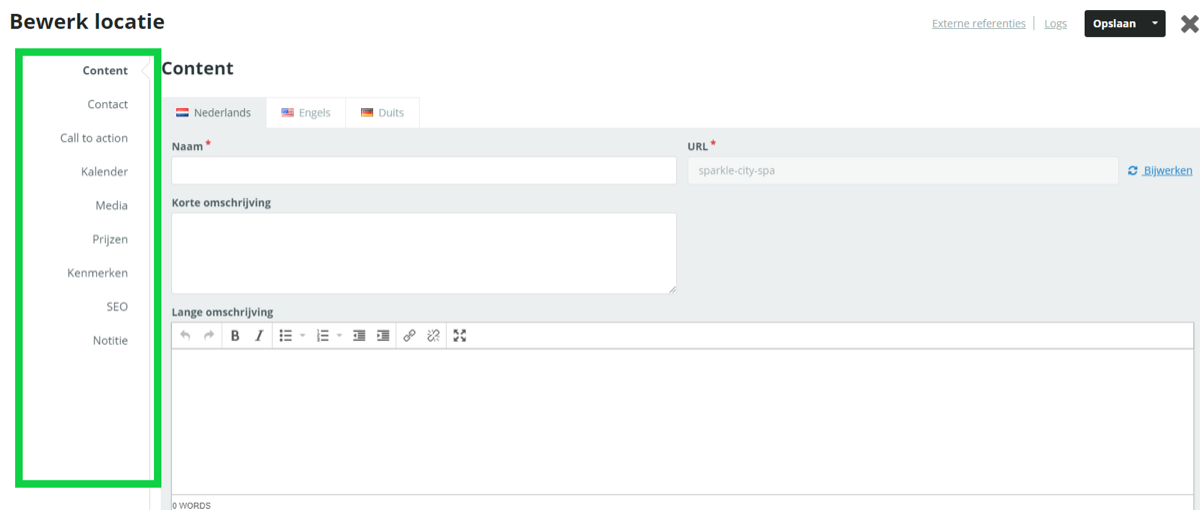 Bewerk locatie
Externe referenties
Logs
Opslaan
Content
Contact
Call to action
Kalender
Media
Prijzen
Kenmerken
SEO
Notitie
Content
Nederlands
Engels
Duits
Naam *
URL *
sparkle-city-spa
Bijwerken
Korte omschrijving
Lange omschrijving
B I
0 WORDS